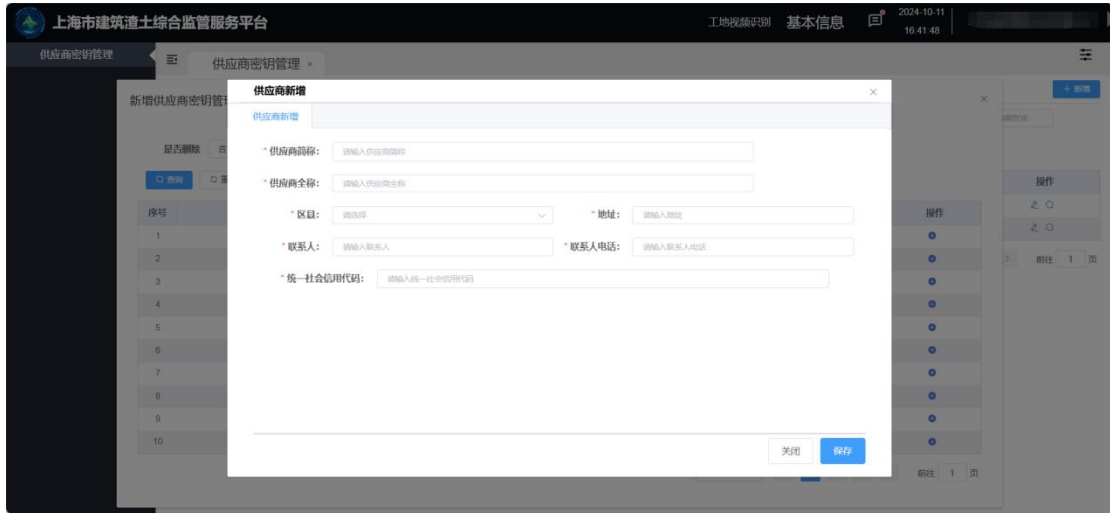 上海市建筑渣土综合监管服务平台
工地视频识别 基本信息
2024-10-11
16:41:48
供应商密钥管理
供应商密钥管理 ×
新增供应商密钥管
供应商新增
+ 新增
供应商新增
是否删除 否
* 供应商简称: 请输入供应商简称
查询
* 供应商全称: 请输入供应商全称
操作
序号
* 区县: 请选择
* 地址: 请输入地址
操作
1
* 联系人: 请输入联系人
* 联系人电话: 请输入联系人电话
2
前往 1 页
3
* 统一社会信用代码: 请输入统一社会信用代码
4
5
6
7
8
9
10
关闭 保存
前往 1 页